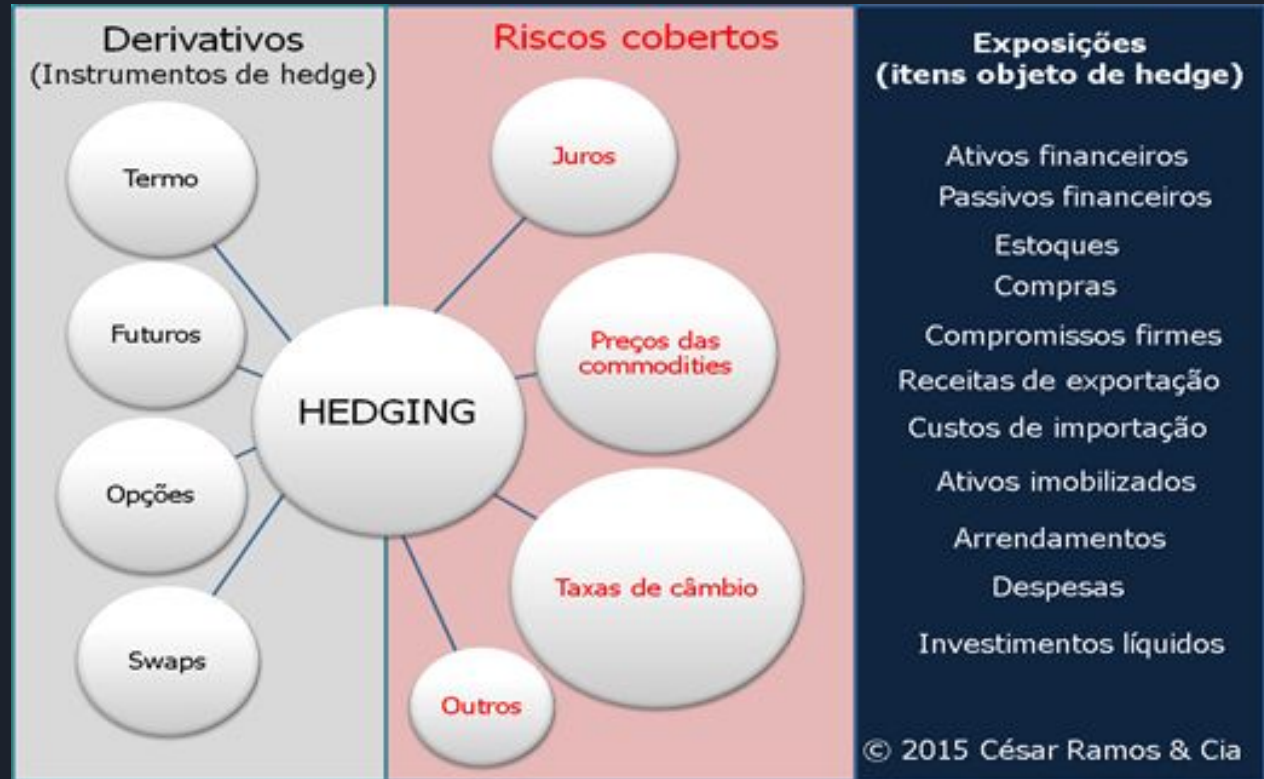 Derivativos
(Instrumentos de hedge)
Termo
Futuros
Opções
Swaps
HEDGING
Riscos cobertos
Juros
Preços das
commodities
Taxas de câmbio
Outros
Exposições
(itens objeto de hedge)
Ativos financeiros
Passivos financeiros
Estoques
Compras
Compromissos firmes
Receitas de exportação
Custos de importação
Ativos imobilizados
Arrendamentos
Despesas
Investimentos líquidos
© 2015 César Ramos & Cia